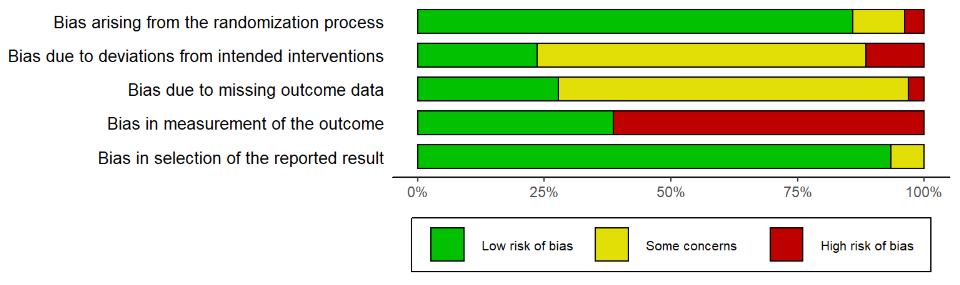 Bias arising from the randomization process
Bias due to deviations from intended interventions
Bias due to missing outcome data
Bias in measurement of the outcome
Bias in selection of the reported result
0% 25% 50% 75% 100%
Low risk of bias Some concerns High risk of bias